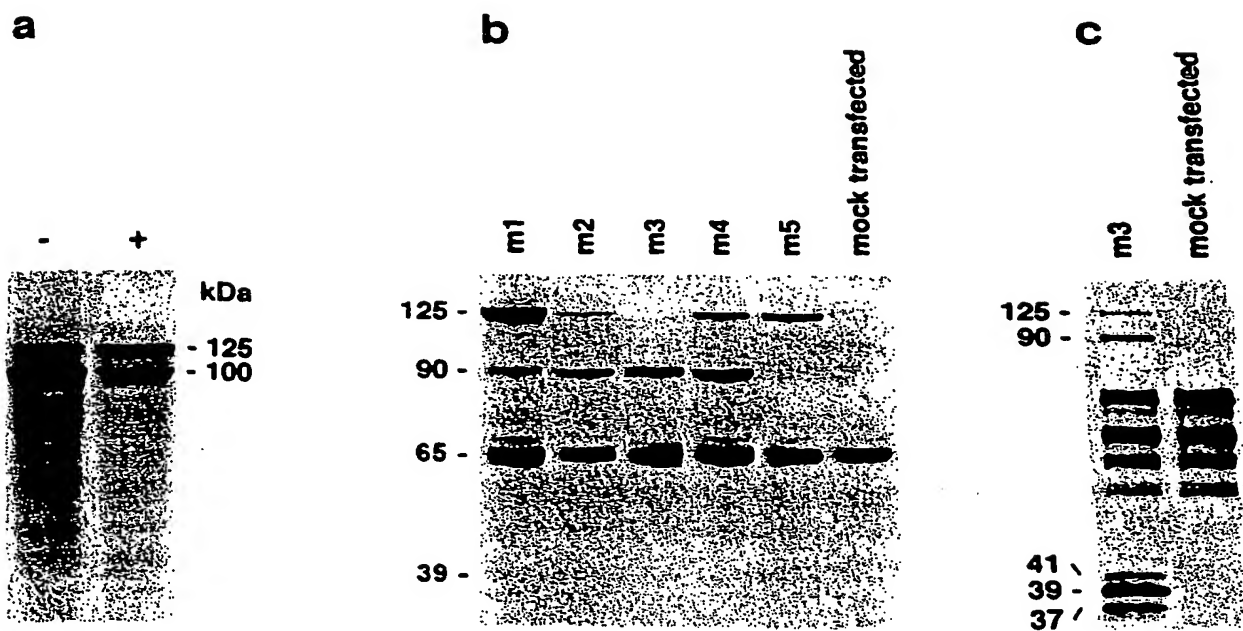 a
b
c
- +
kDa
- 125
- 100
m1 m2 m3 m4 m5 mock transfected
125 -
90 -
65 -
39 -
m3 mock transfected
125 -
90 -
41 \
39 -
37 /